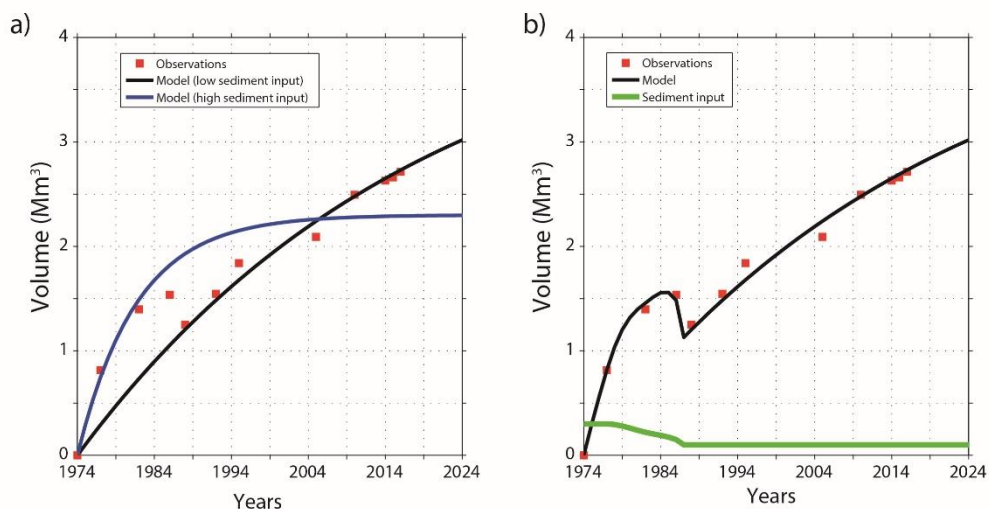 a)
Volume (Mm³)
4
3
2
1
0
Observations
Model (low sediment input)
Model (high sediment input)
1974 1984 1994 2004 2014 2024
Years
b)
Volume (Mm³)
4
3
2
1
0
Observations
Model
Sediment input
1974 1984 1994 2004 2014 2024
Years